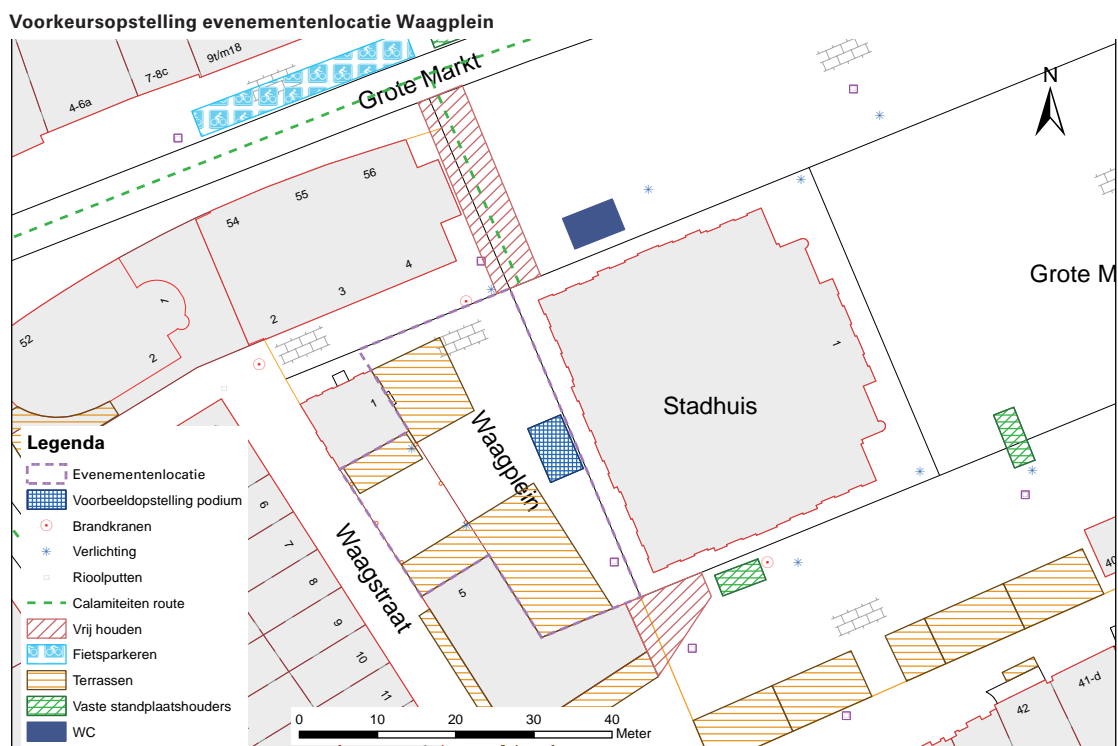 Voorkeursopstelling evenementenlocatie Waagplein
4-6a
7-8c
9t/m18
Grote Markt
N
56
55
54
4
3
2
1
2
52
Grote M
1
Stadhuis
1
Waagplein
Waagstraat
5
6
7
8
9
10
11
40
41-d
42
Legenda
Evenementenlocatie
Voorbeeldopstelling podium
Brandkranen
Verlichting
Rioolputten
Calamiteiten route
Vrij houden
Fietsparkeren
Terrassen
Vaste standplaatshouders
WC
0 10 20 30 40
Meter